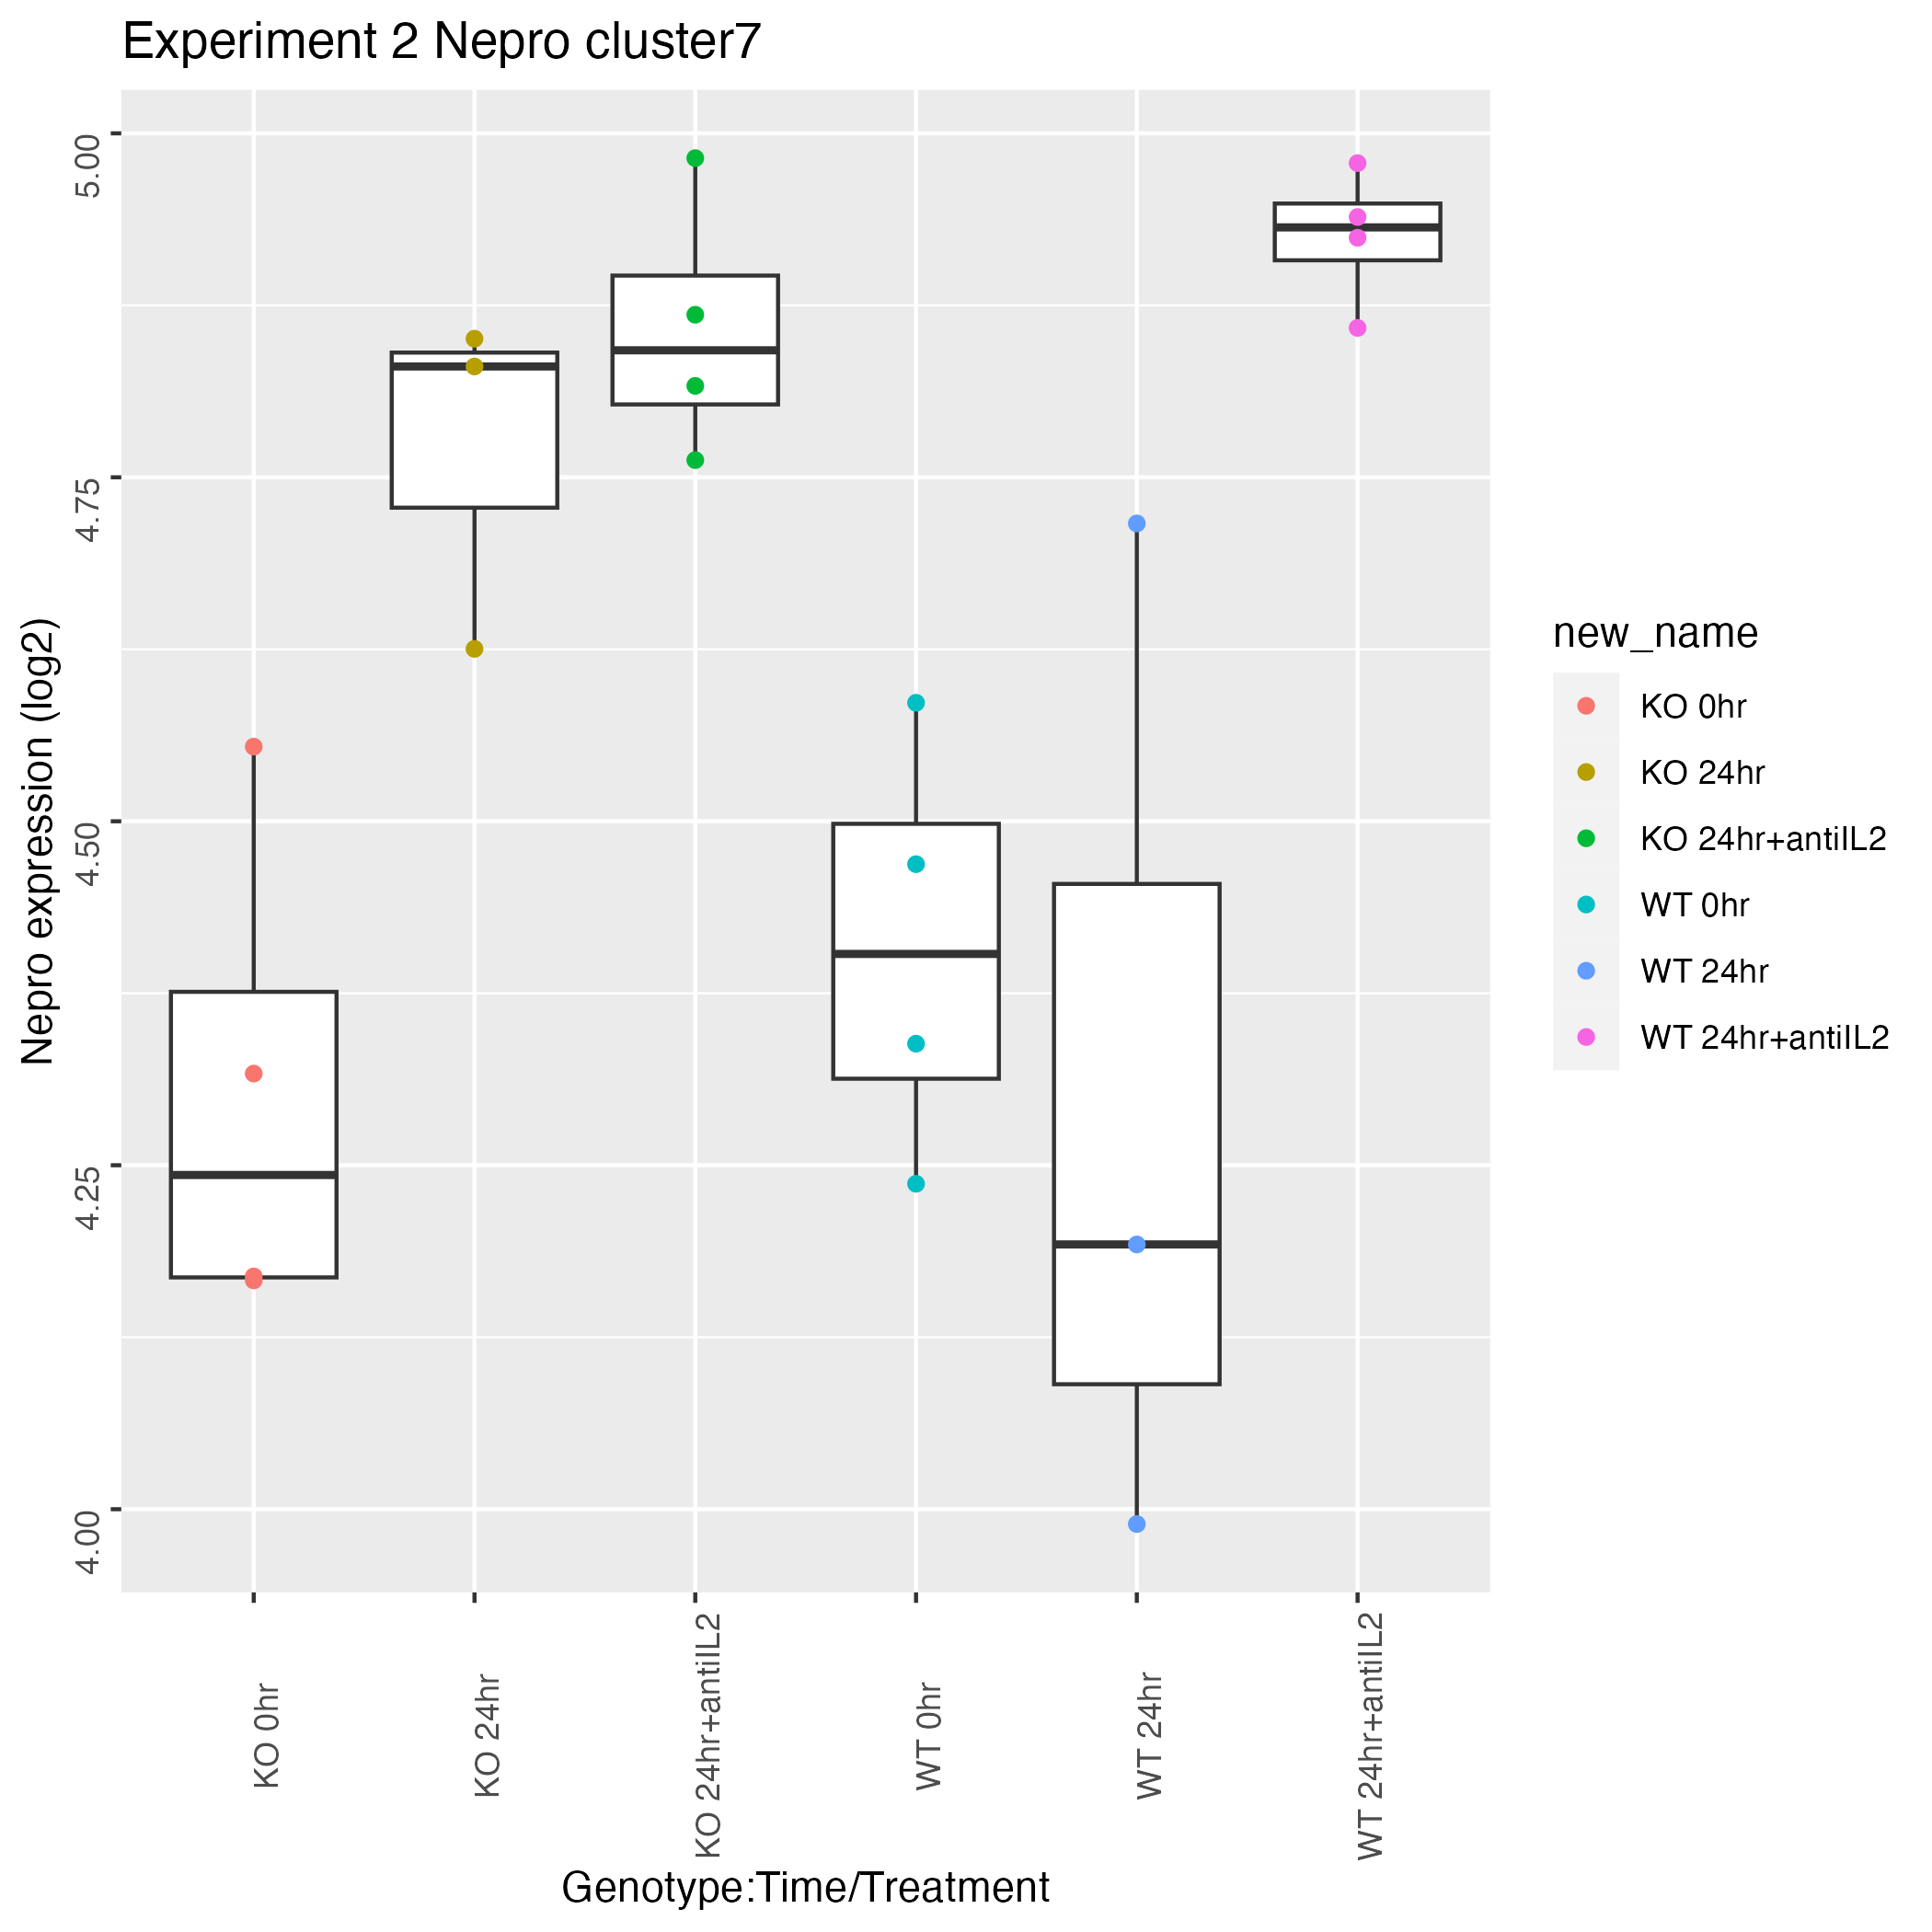 Experiment 2 Nepro cluster7
Nepro expression (log2)
5.00
4.75
4.50
4.25
4.00
KO 0hr
KO 24hr
KO 24hr+antiIL2
WT 0hr
WT 24hr
WT 24hr+antiIL2
Genotype:Time/Treatment
new_name
KO 0hr
KO 24hr
KO 24hr+antiIL2
WT 0hr
WT 24hr
WT 24hr+antiIL2